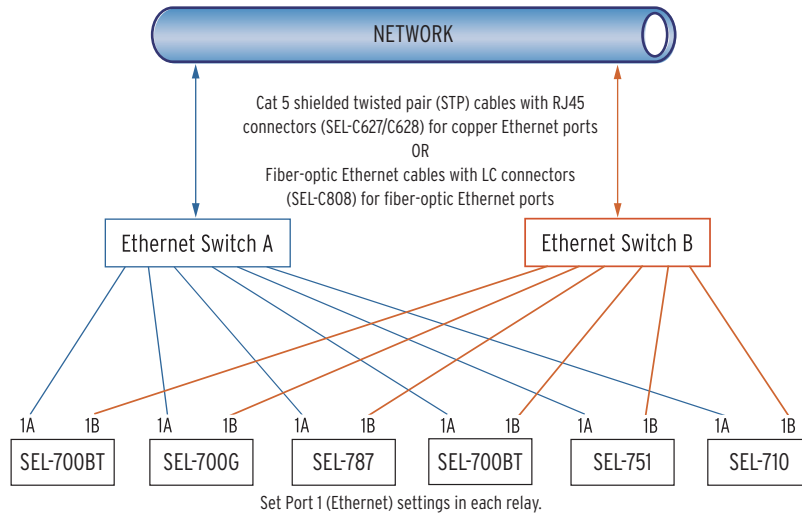 NETWORK
Cat 5 shielded twisted pair (STP) cables with RJ45
connectors (SEL-C627/C628) for copper Ethernet ports
OR
Fiber-optic Ethernet cables with LC connectors
(SEL-C808) for fiber-optic Ethernet ports
Ethernet Switch A
Ethernet Switch B
1A 1B 1A 1B 1A 1B 1A 1B 1A 1B 1A 1B
SEL-700BT SEL-700G SEL-787 SEL-700BT SEL-751 SEL-710
Set Port 1 (Ethernet) settings in each relay.